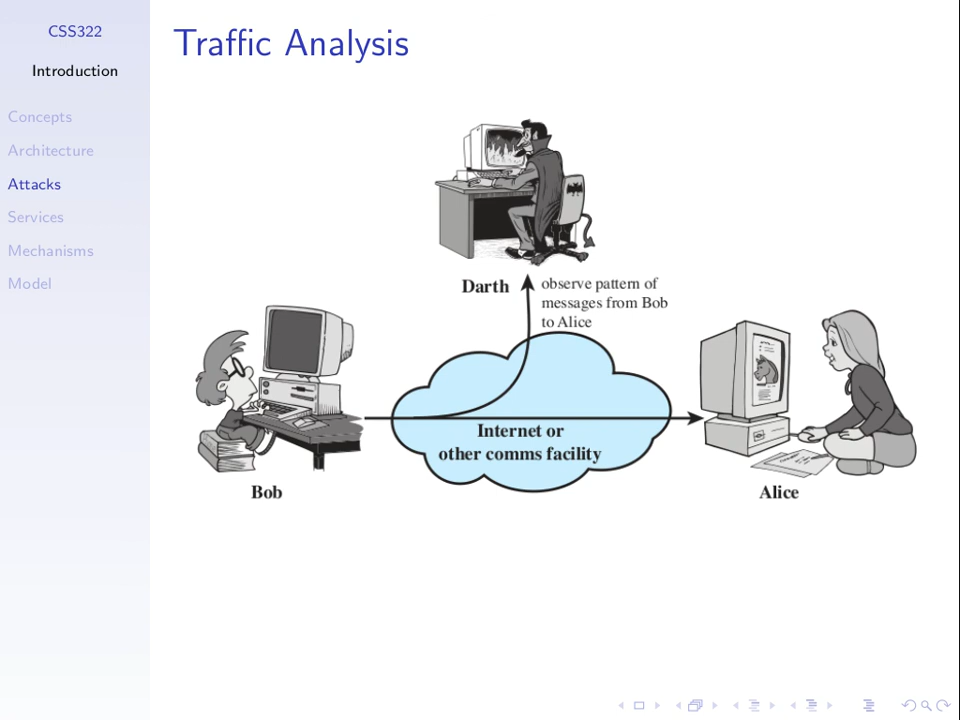 CSS322
Introduction
Concepts
Architecture
Attacks
Services
Mechanisms
Model
Traffic Analysis
Darth
observe pattern of
messages from Bob
to Alice
Internet or
other comms facility
Bob
Alice